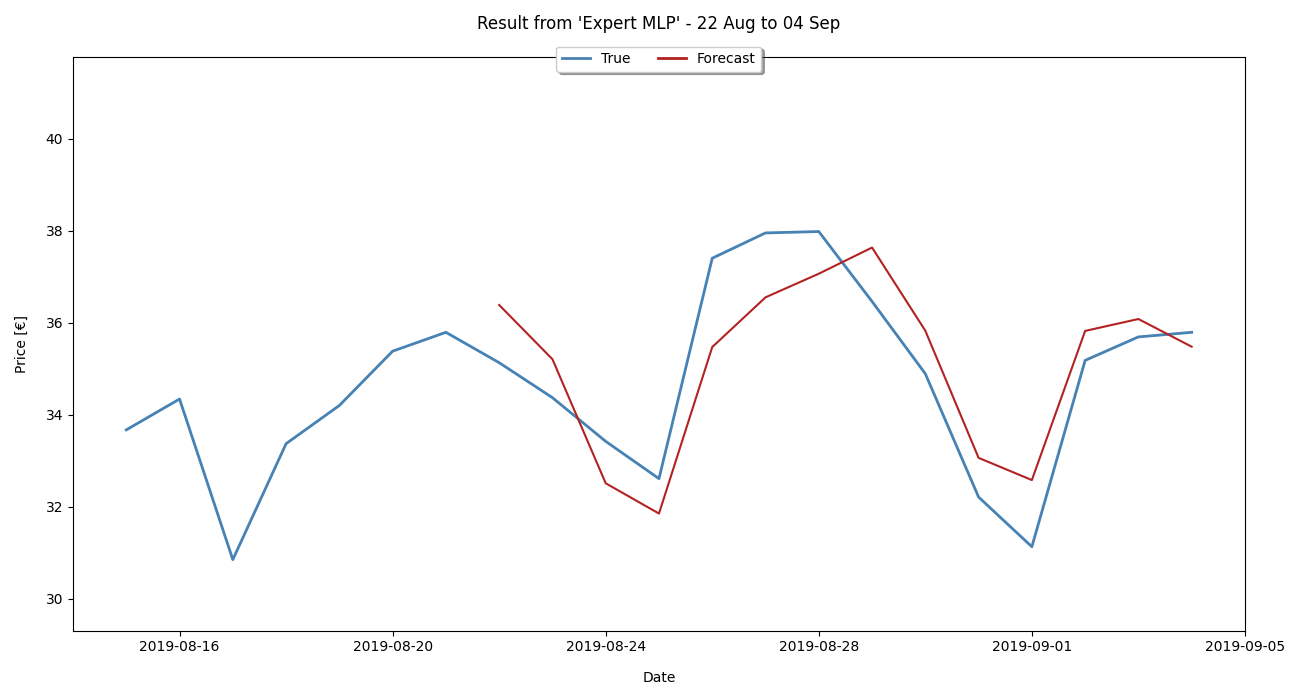 Result from 'Expert MLP' - 22 Aug to 04 Sep
True Forecast
40
38
36
34
32
30
Price [€]
2019-08-16 2019-08-20 2019-08-24 2019-08-28 2019-09-01 2019-09-05
Date